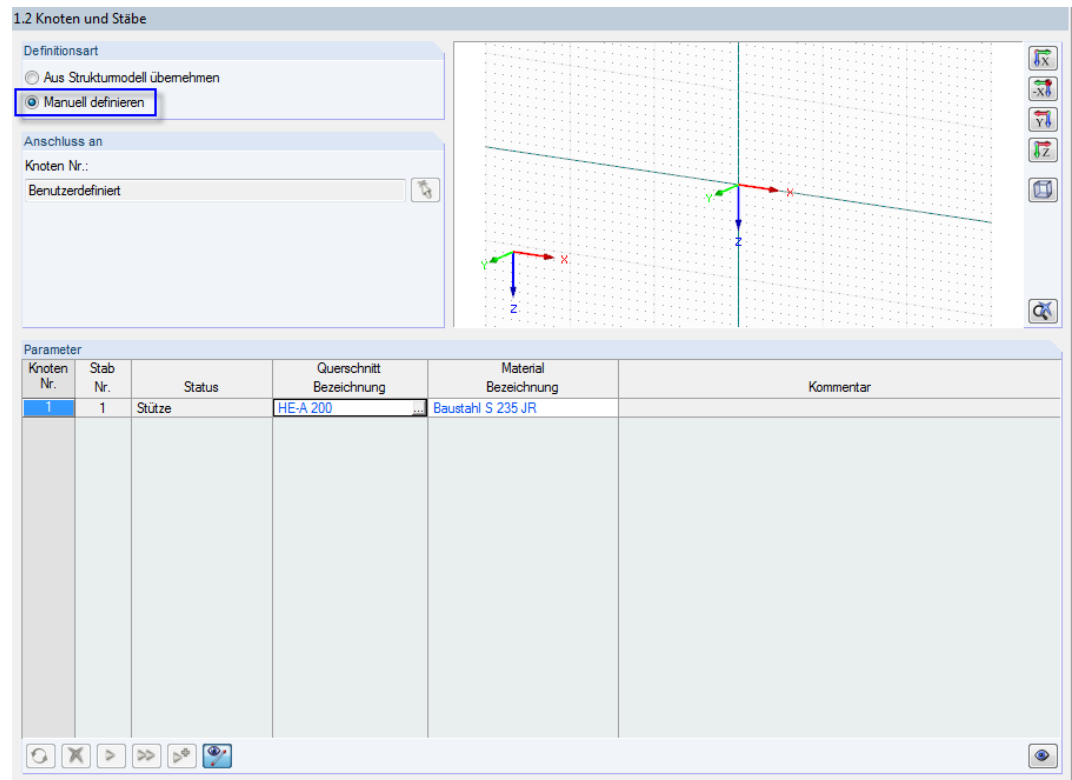 1.2 Knoten und Stäbe
Definitionsart
Aus Strukturmodell übernehmen
Manuell definieren
Anschluss an
Knoten Nr.:
Benutzerdefiniert
X
Y
Z
X
Y
Z
X
-X
Y
Z
Parameter
Knoten Nr.
Stab Nr.
Status
Querschnitt Bezeichnung
Material Bezeichnung
Kommentar
1 1 Stütze HE-A 200 ... Baustahl S 235 JR